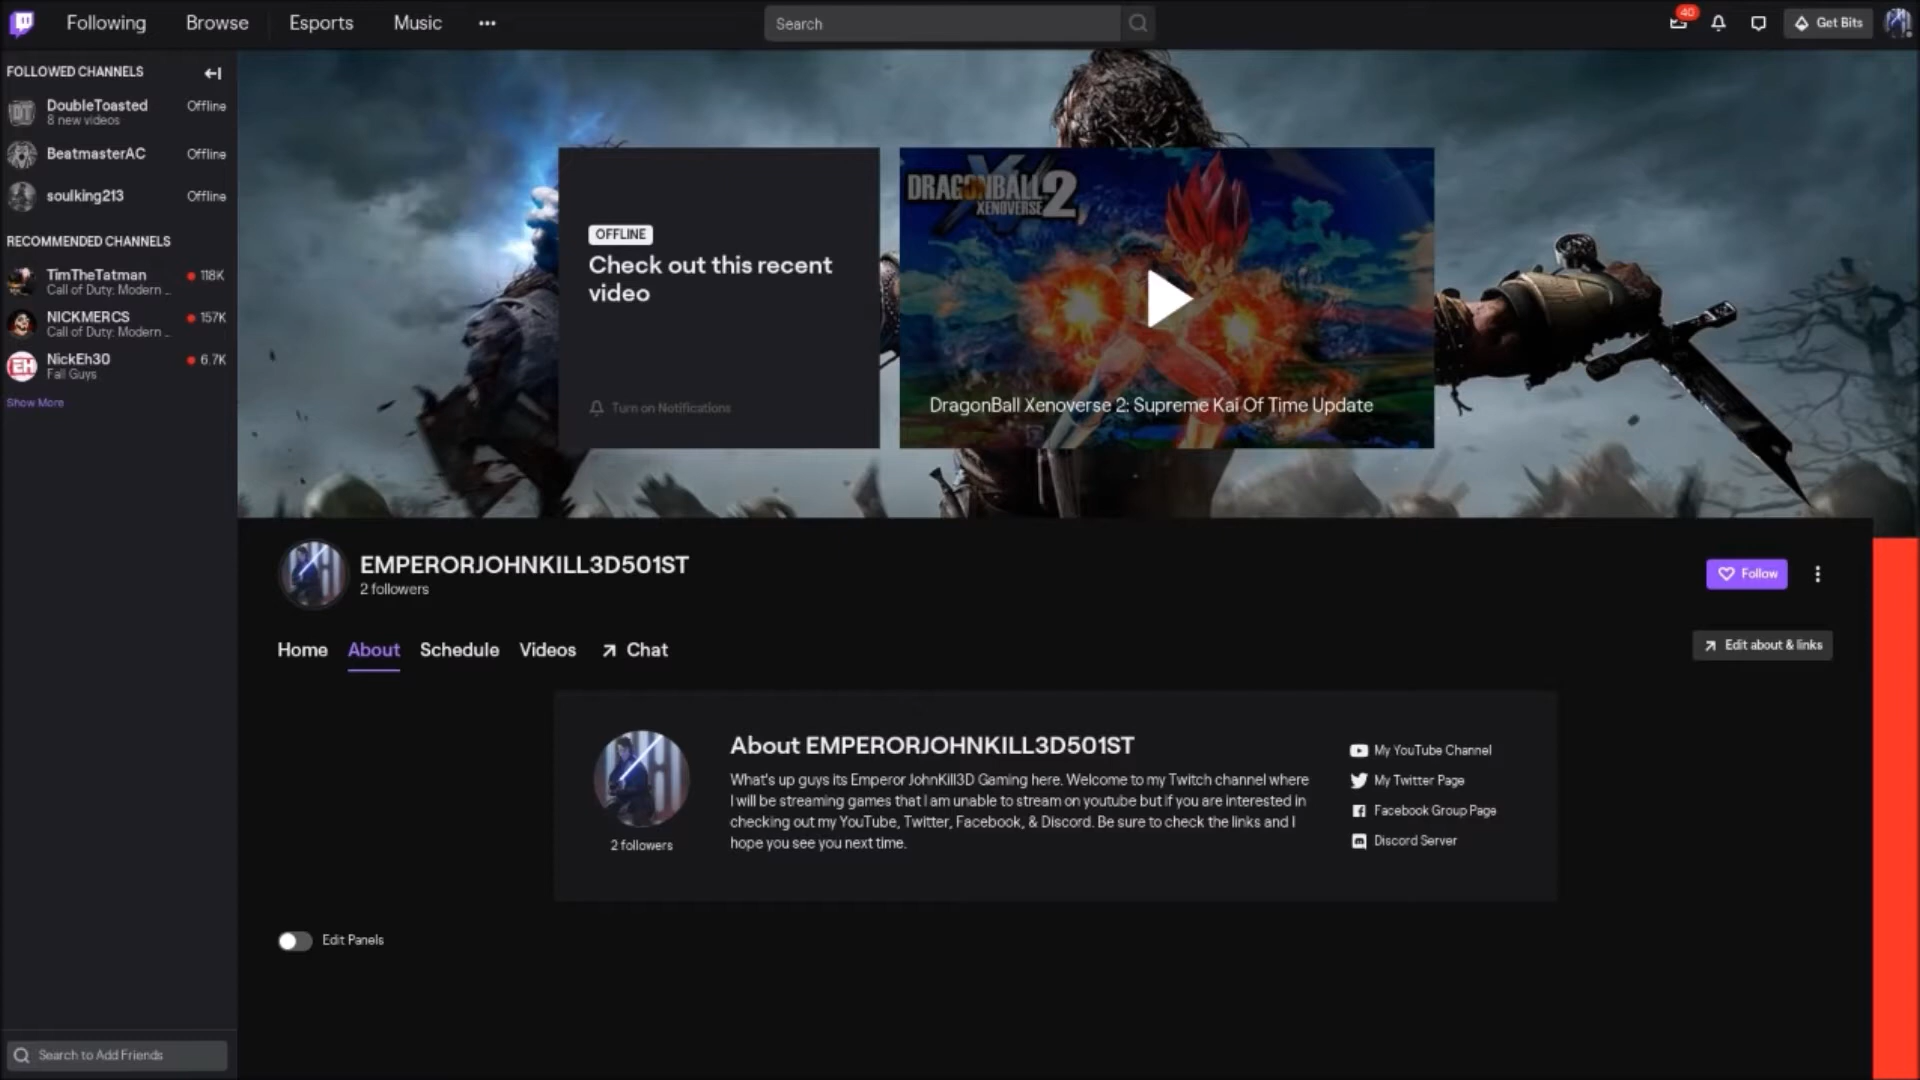 Following
Browse
Esports
Music
Search
40
Get Bits
FOLLOWED CHANNELS
DoubleToasted
Offline
8 new videos
BeatmasterAC
Offline
soulking213
Offline
RECOMMENDED CHANNELS
TimTheTatman
118K
Call of Duty: Modern ...
NICKMERCS
157K
Call of Duty: Modern ...
NickEh30
6.7K
Fall Guys
Show More
Search to Add Friends
OFFLINE
Check out this recent
video
Turn on Notifications
DRAGONBALL
XENOVERSE 2
DragonBall Xenoverse 2: Supreme Kai Of Time Update
EMPERORJOHNKILL3D501ST
2 followers
Follow
Home
About
Schedule
Videos
Chat
Edit about & links
2 followers
About EMPERORJOHNKILL3D501ST
What's up guys its Emperor JohnKill3D Gaming here. Welcome to my Twitch channel where
I will be streaming games that I am unable to stream on youtube but if you are interested in
checking out my YouTube, Twitter, Facebook, & Discord. Be sure to check the links and I
hope you see you next time.
My YouTube Channel
My Twitter Page
Facebook Group Page
Discord Server
Edit Panels